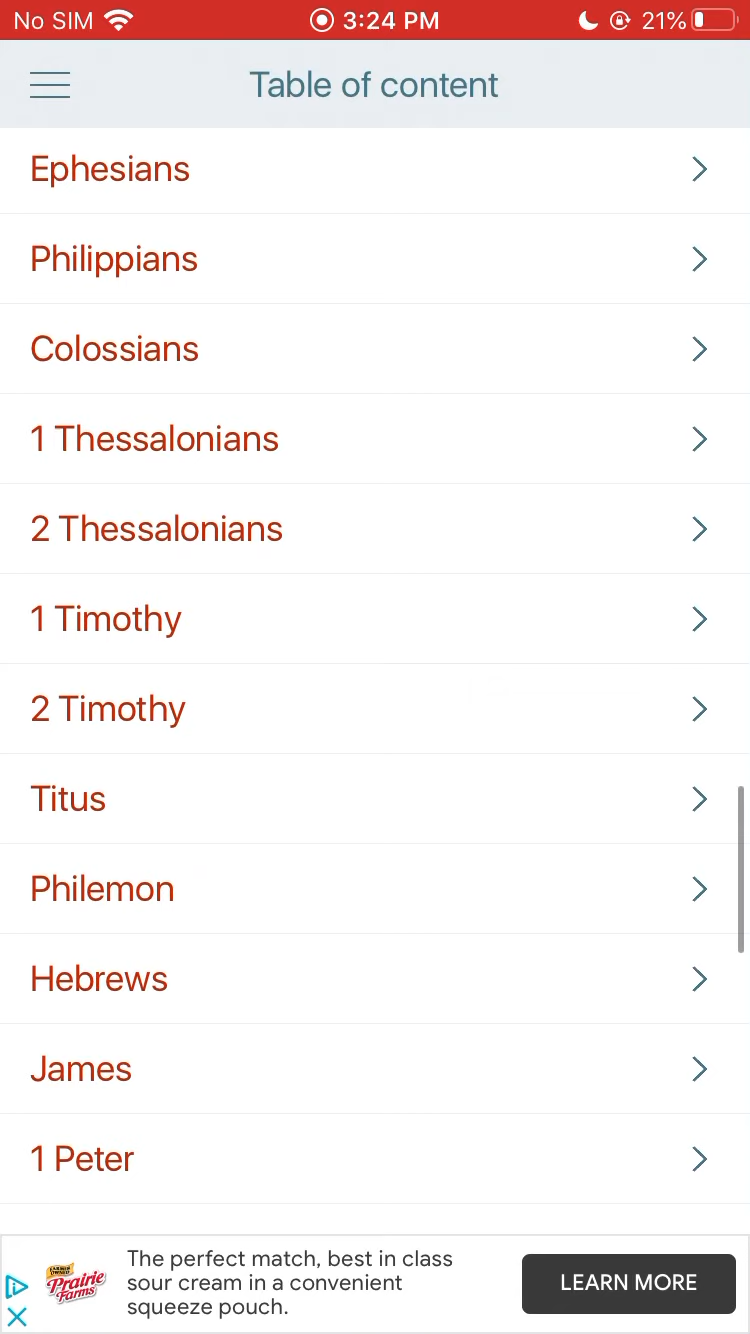 No SIM 3:24 PM 21%
Table of content
Ephesians
Philippians
Colossians
1 Thessalonians
2 Thessalonians
1 Timothy
2 Timothy
Titus
Philemon
Hebrews
James
1 Peter
The perfect match, best in class
sour cream in a convenient
squeeze pouch.
Prairie
Farms
LEARN MORE